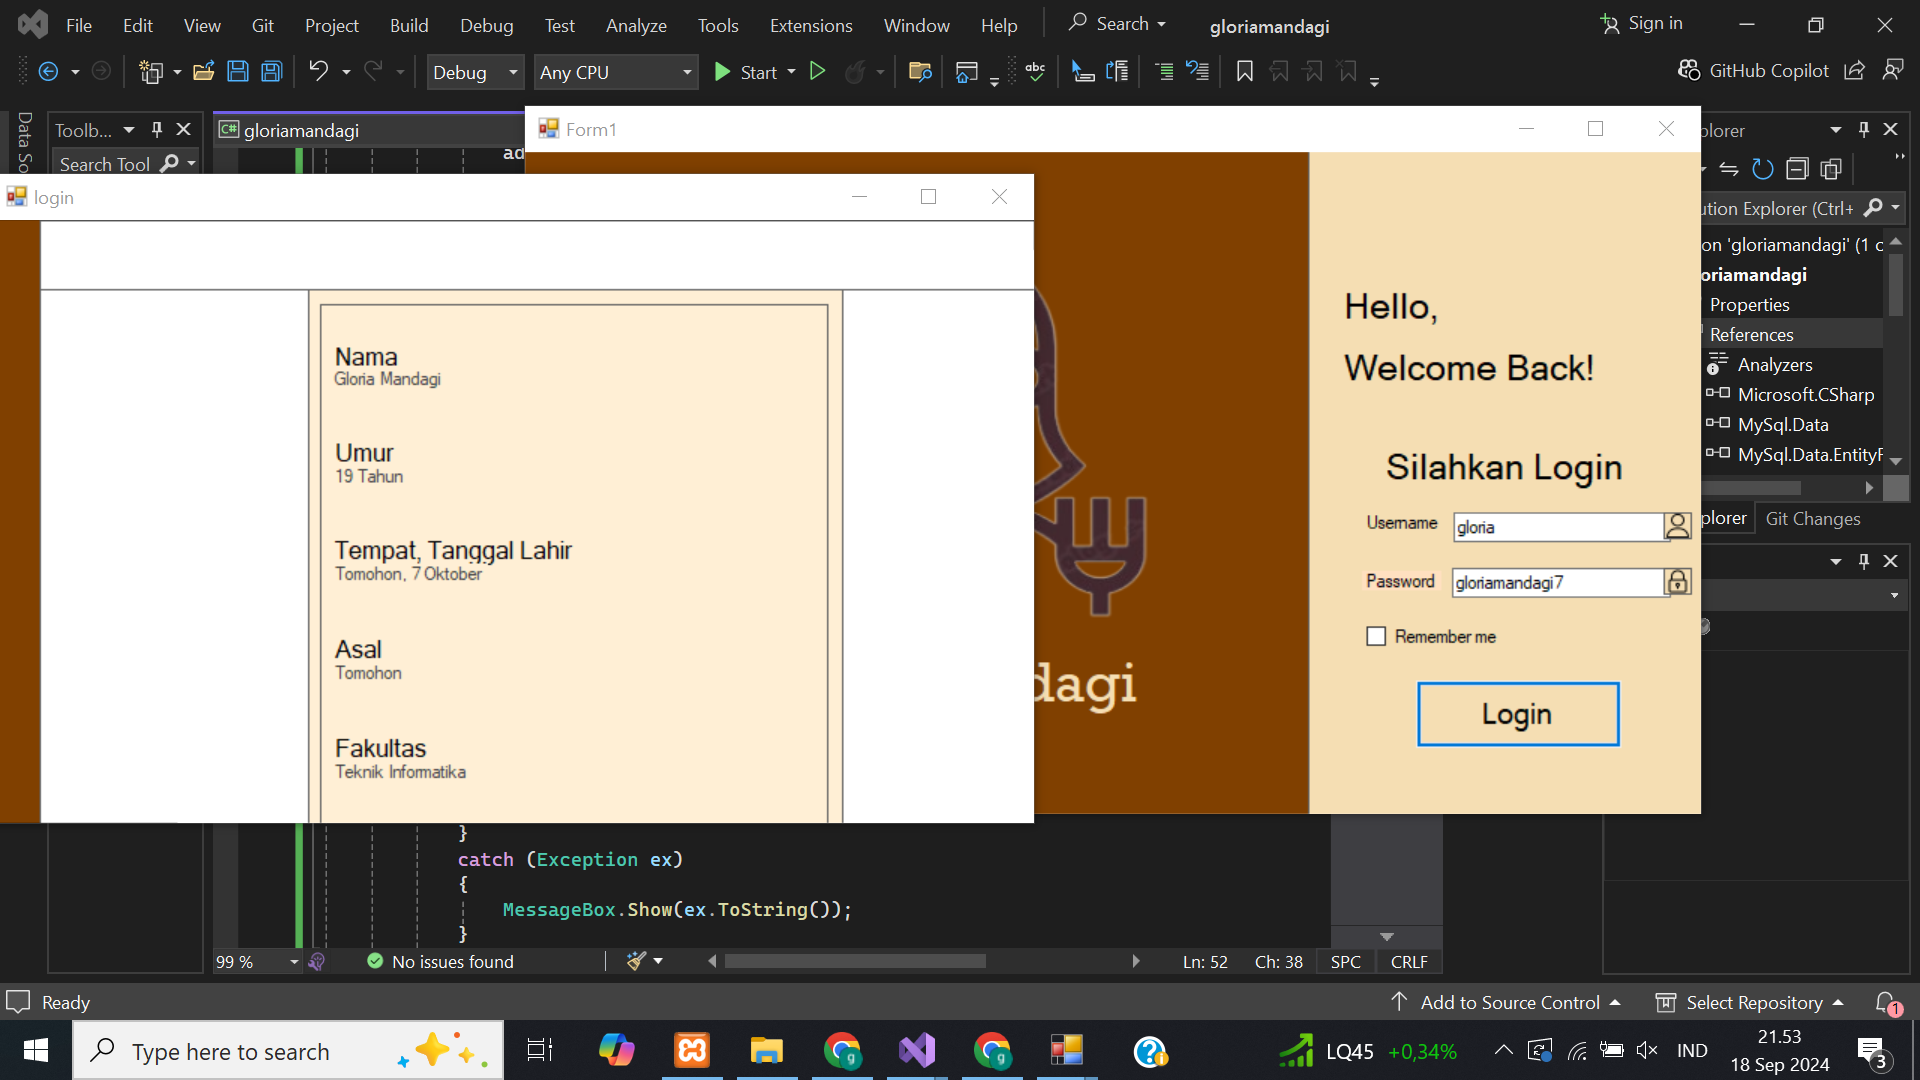 File Edit View Git Project Build Debug Test Analyze Tools Extensions Window Help Search gloriamandagi Sign in
Debug Any CPU Start abc GitHub Copilot
Data So
Toolb...
Search Tool
C# gloriamandagi
ad
Form1
login
Nama
Gloria Mandagi
Umur
19 Tahun
Tempat, Tanggal Lahir
Tomohon, 7 Oktober
Asal
Tomohon
Fakultas
Teknik Informatika
dagi
Hello,
Welcome Back!
Silahkan Login
Username gloria
Password gloriamandagi7
Remember me
Login
plorer
ution Explorer (Ctrl+
on 'gloriamandagi' (1 c
oriamandagi
Properties
References
Analyzers
Microsoft.CSharp
MySql.Data
MySql.Data.EntityF
plorer Git Changes
}
catch (Exception ex)
{
MessageBox.Show(ex.ToString());
}
99 % No issues found Ln: 52 Ch: 38 SPC CRLF
Ready Add to Source Control Select Repository 1
Type here to search g g LQ45 +0,34% IND 21.53
18 Sep 2024 3